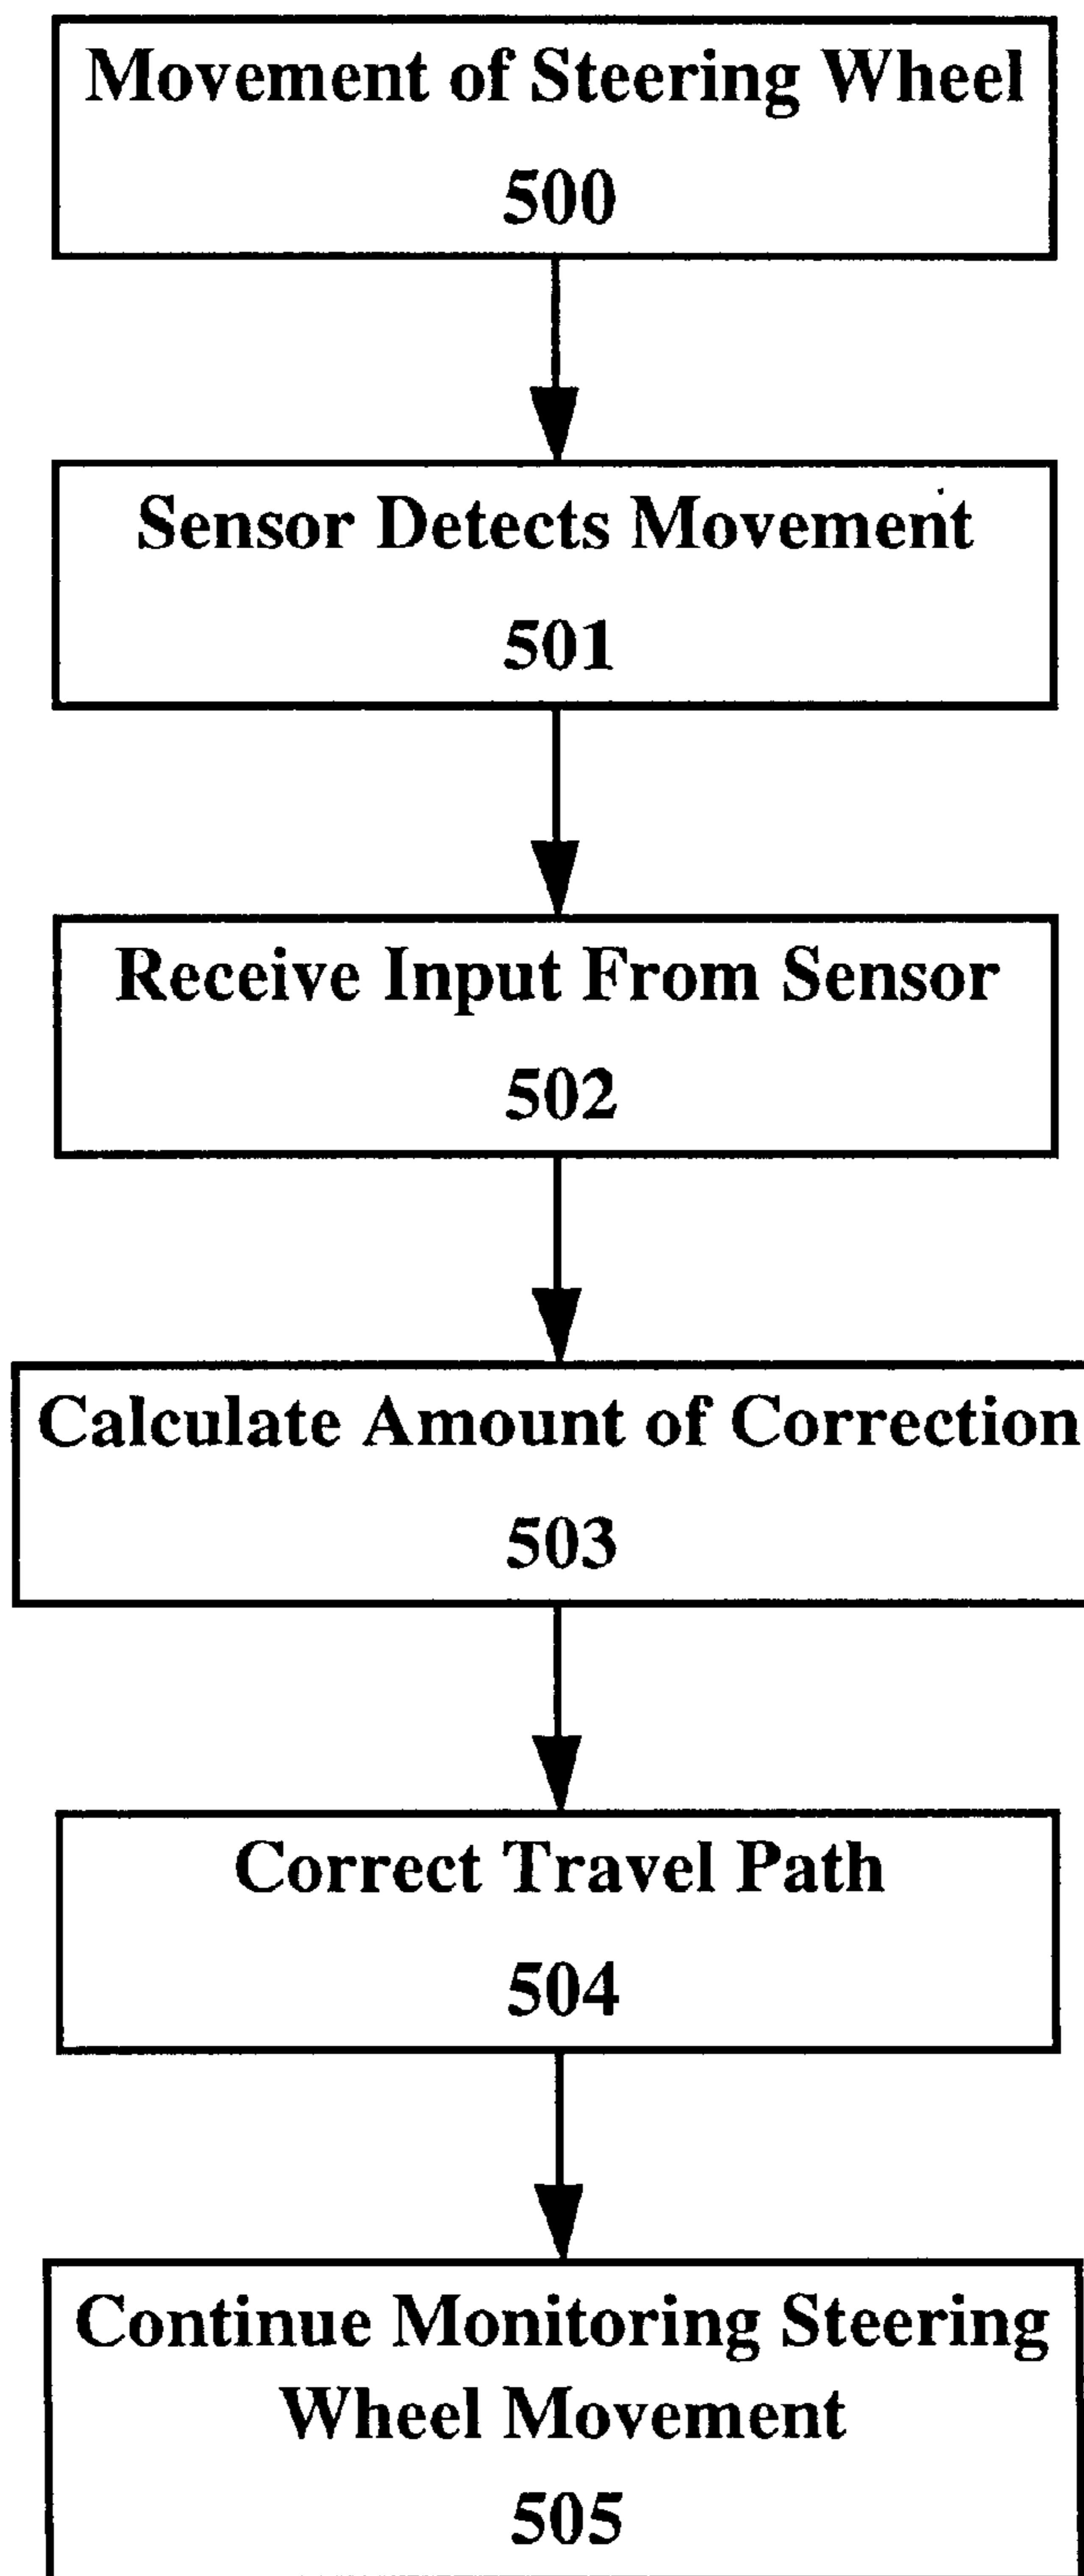 Movement of Steering Wheel
500
Sensor Detects Movement
501
Receive Input From Sensor
502
Calculate Amount of Correction
503
Correct Travel Path
504
Continue Monitoring Steering
Wheel Movement
505